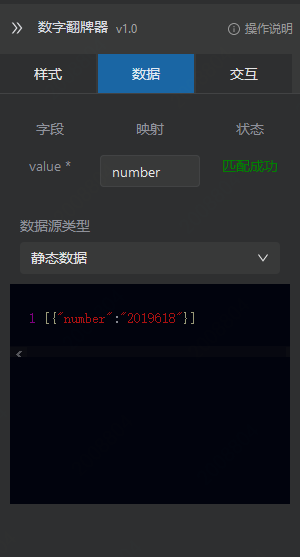 数字翻牌器 v1.0 操作说明
样式 数据 交互
字段 映射 状态
value * number 匹配成功
数据源类型
静态数据
1 [{"number":"2019618"}]